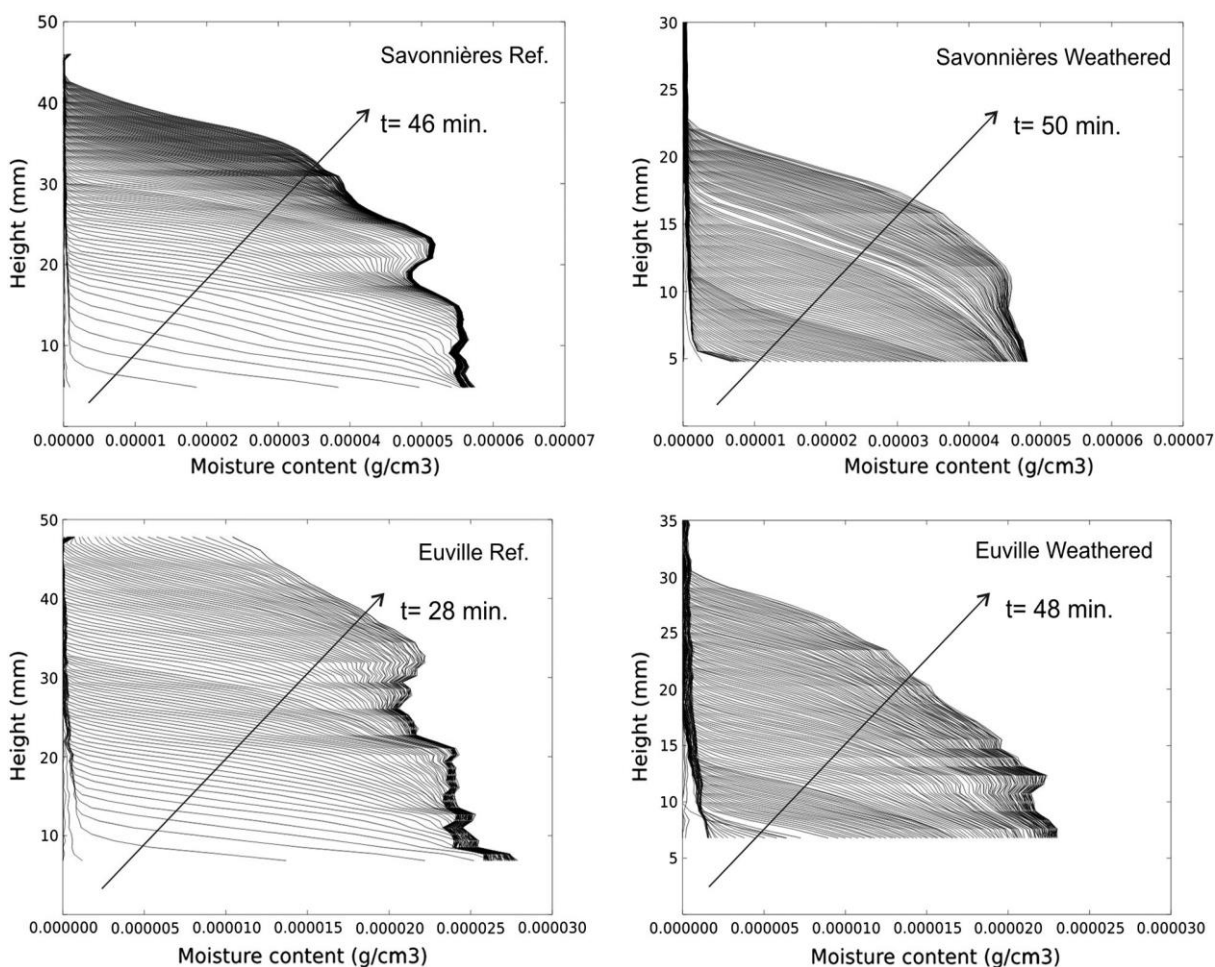 50
40
30
20
10
Height (mm)
Savonnières Ref.
t= 46 min.
0.00000 0.00001 0.00002 0.00003 0.00004 0.00005 0.00006 0.00007
Moisture content (g/cm3)
30
25
20
15
10
5
Height (mm)
Savonnières Weathered
t= 50 min.
0.00000 0.00001 0.00002 0.00003 0.00004 0.00005 0.00006 0.00007
Moisture content (g/cm3)
50
40
30
20
10
Height (mm)
Euville Ref.
t= 28 min.
0.000000 0.000005 0.000010 0.000015 0.000020 0.000025 0.000030
Moisture content (g/cm3)
35
30
25
20
15
10
5
Height (mm)
Euville Weathered
t= 48 min.
0.000000 0.000005 0.000010 0.000015 0.000020 0.000025 0.000030
Moisture content (g/cm3)